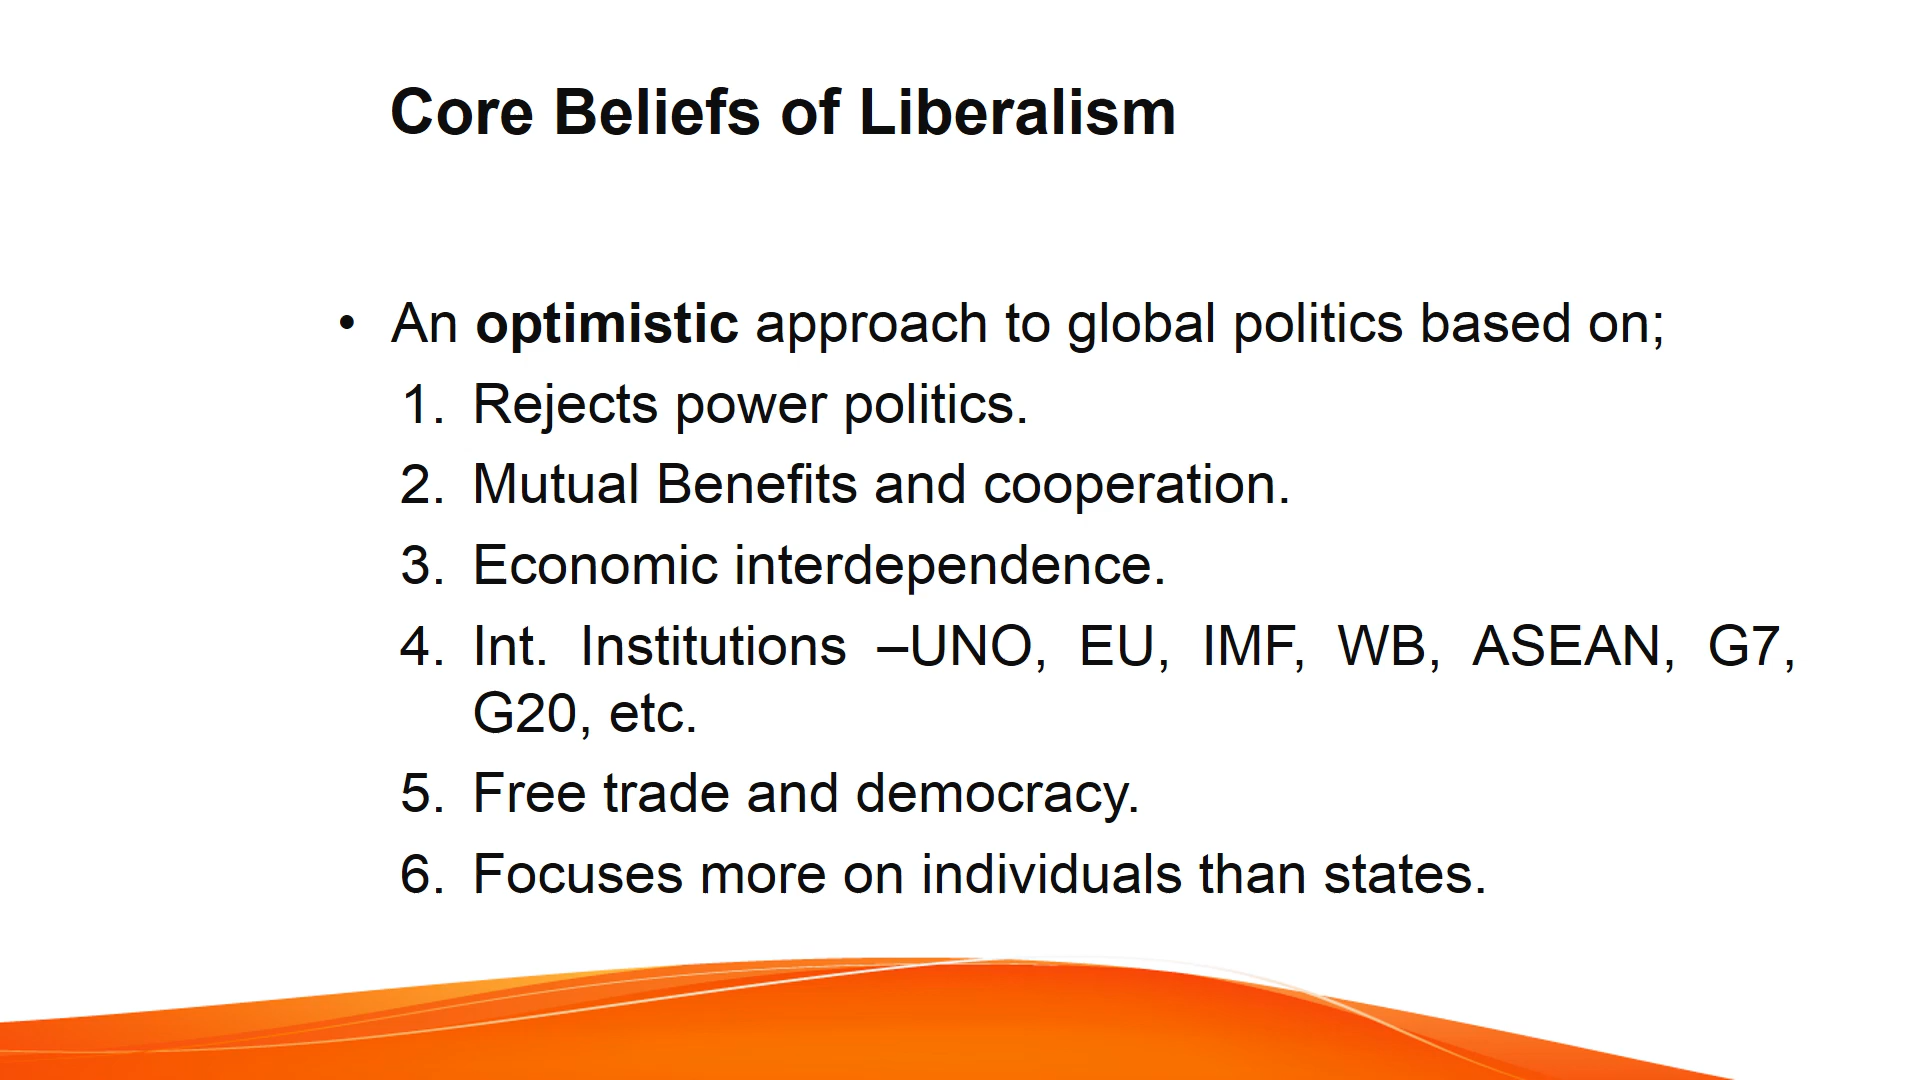 Core Beliefs of Liberalism
• An optimistic approach to global politics based on;
1. Rejects power politics.
2. Mutual Benefits and cooperation.
3. Economic interdependence.
4. Int. Institutions –UNO, EU, IMF, WB, ASEAN, G7,
G20, etc.
5. Free trade and democracy.
6. Focuses more on individuals than states.